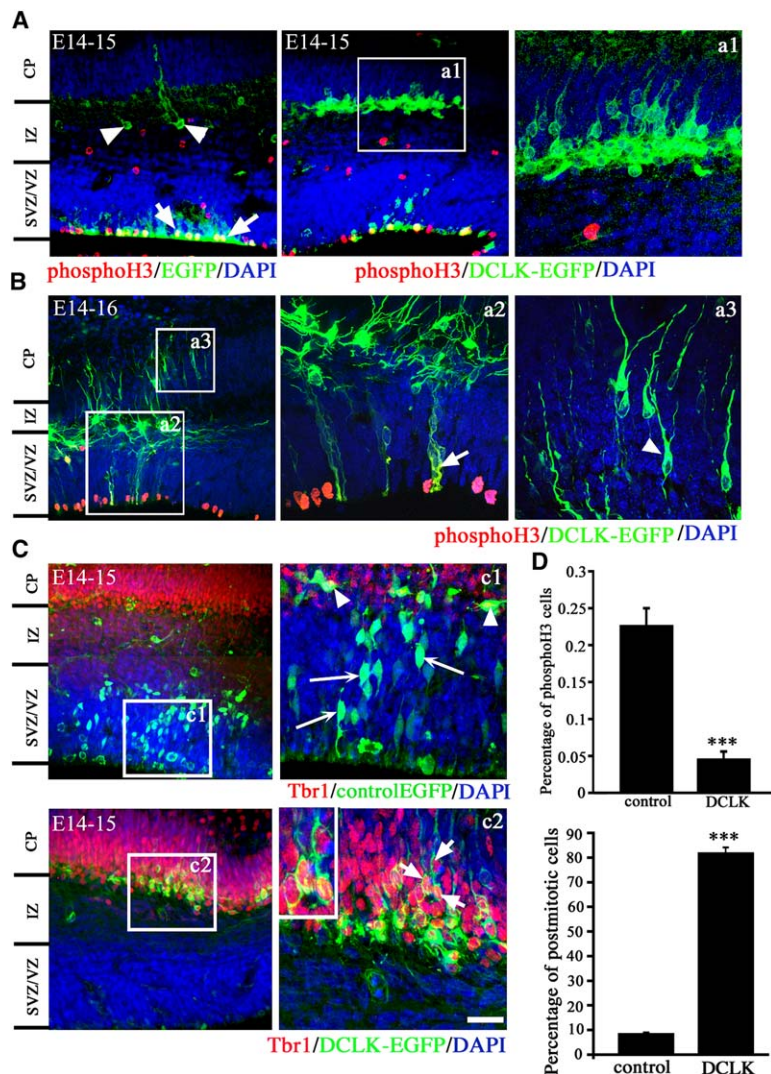 A
E14-15
E14-15
a1
a1
CP
IZ
SVZ/VZ
phosphoH3/EGFP/DAPI
phosphoH3/DCLK-EGFP/DAPI
B
E14-16
a3
a2
a2
a3
CP
IZ
SVZ/VZ
phosphoH3/DCLK-EGFP/DAPI
C
E14-15
c1
c1
CP
IZ
SVZ/VZ
Tbr1/controlEGFP/DAPI
E14-15
c2
c2
CP
IZ
SVZ/VZ
Tbr1/DCLK-EGFP/DAPI
D
Percentage of phosphoH3 cells
0.3
0.25
0.2
0.15
0.1
0.05
0
***
control
DCLK
Percentage of postmitotic cells
90
80
70
60
50
40
30
20
10
0
***
control
DCLK